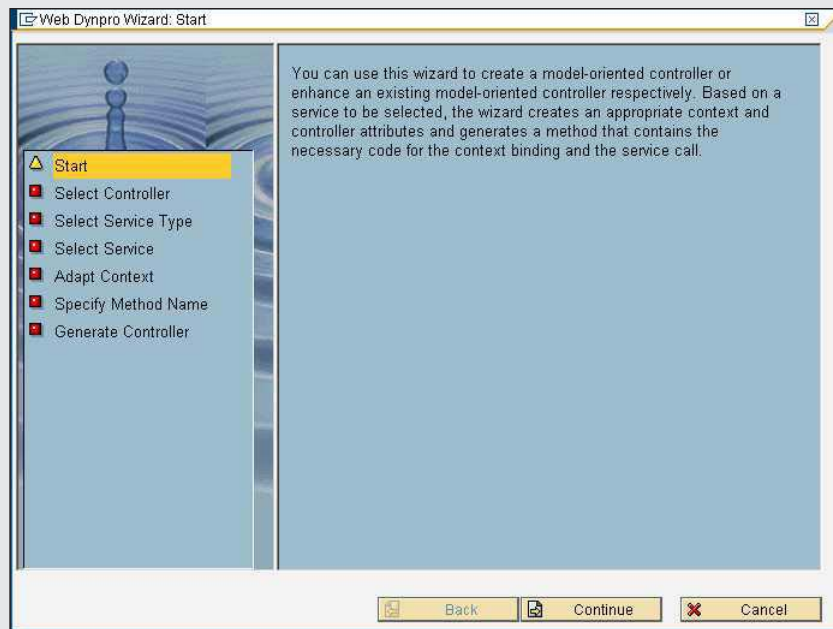 Web Dynpro Wizard: Start
Start
Select Controller
Select Service Type
Select Service
Adapt Context
Specify Method Name
Generate Controller
You can use this wizard to create a model-oriented controller or
enhance an existing model-oriented controller respectively. Based on a
service to be selected, the wizard creates an appropriate context and
controller attributes and generates a method that contains the
necessary code for the context binding and the service call.
Back
Continue
Cancel